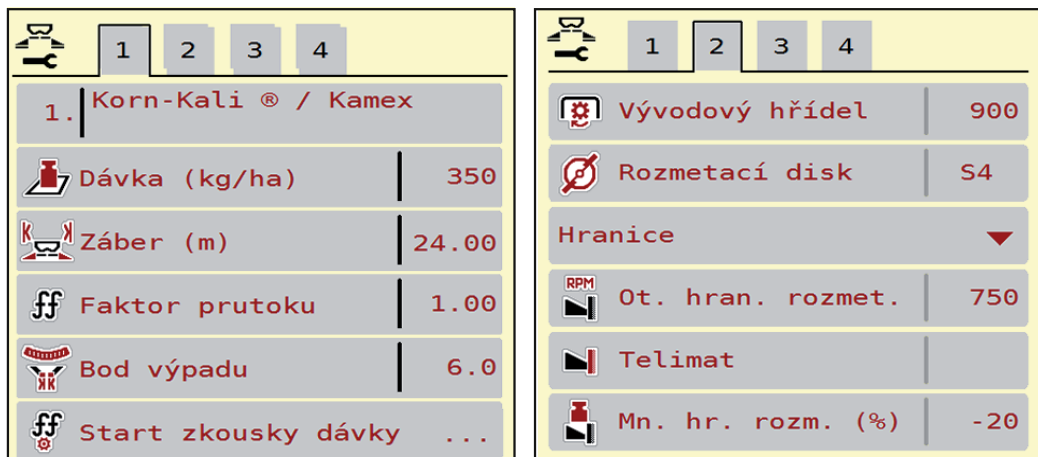 1 2 3 4
1. Korn-Kali ® / Kamex
Dávka (kg/ha) 350
Záber (m) 24.00
Faktor prutoku 1.00
Bod výpadu 6.0
Start zkousky dávky ...
1 2 3 4
Vývodový hřídel 900
Rozmetací disk S4
Hranice
RPM
Ot. hran. rozmet. 750
Telimat
Mn. hr. rozm. (%) -20